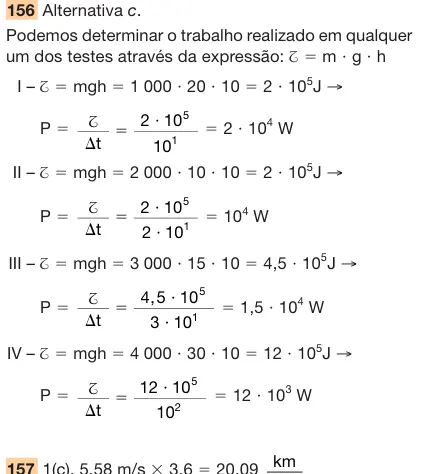 156 Alternativa c.
Podemos determinar o trabalho realizado em qualquer
um dos testes através da expressão: ℨ = m · g · h
I – ℨ = mgh = 1 000 · 20 · 10 = 2 · 10⁵J →
P = ℨ/Δt = 2 · 10⁵/10¹ = 2 · 10⁴ W
II – ℨ = mgh = 2 000 · 10 · 10 = 2 · 10⁵J →
P = ℨ/Δt = 2 · 10⁵/2 · 10¹ = 10⁴ W
III – ℨ = mgh = 3 000 · 15 · 10 = 4,5 · 10⁵J →
P = ℨ/Δt = 4,5 · 10⁵/3 · 10¹ = 1,5 · 10⁴ W
IV – ℨ = mgh = 4 000 · 30 · 10 = 12 · 10⁵J →
P = ℨ/Δt = 12 · 10⁵/10² = 12 · 10³ W
157 1(c). 5,58 m/s × 3,6 = 20,09 km